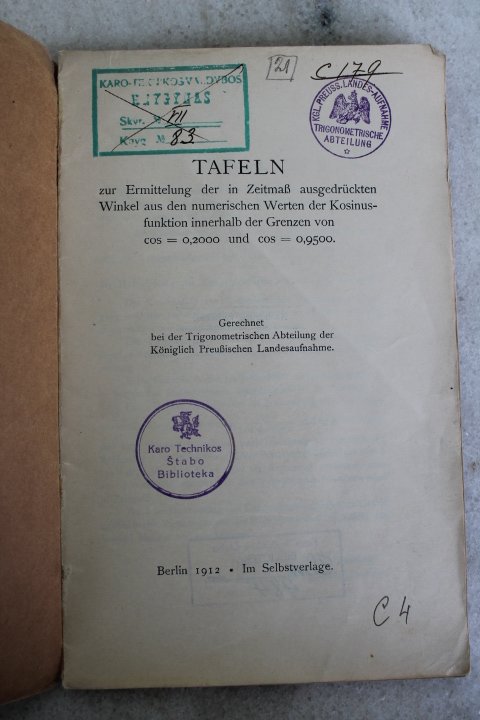 21
C 179
KARO-TECHNIKOS VALDYBOS
KNYGYNAS
Skyr. № VII
Knyg. № 83.
KGL. PREUSS. LANDES-AUFNAHME
TRIGONOMETRISCHE
ABTEILUNG
TAFELN
zur Ermittelung der in Zeitmaß ausgedrückten
Winkel aus den numerischen Werten der Kosinus-
funktion innerhalb der Grenzen von
cos = 0,2000 und cos = 0,9500.
Gerechnet
bei der Trigonometrischen Abteilung der
Königlich Preußischen Landesaufnahme.
Karo Technikos
Štabo
Biblioteka
Berlin 1912 • Im Selbstverlage.
C 4